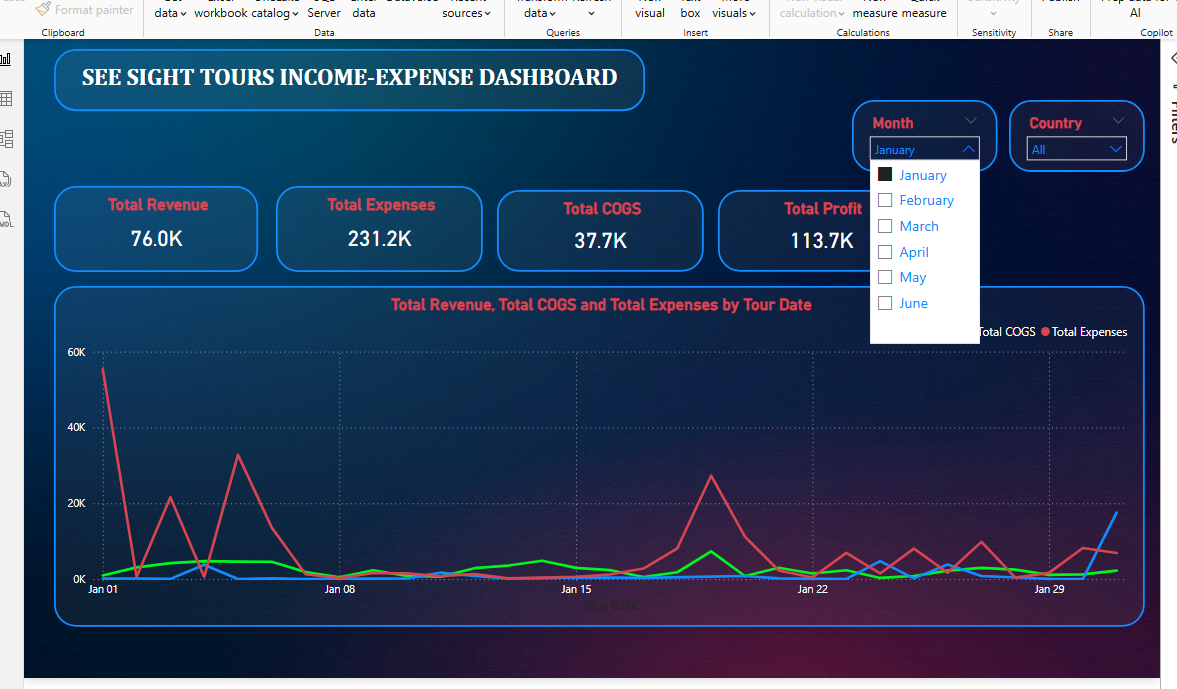 Format painter
data
workbook
catalog
Server
data
sources
data
visual
box
visuals
calculation
measure
measure
AI
Clipboard
Data
Queries
Insert
Calculations
Sensitivity
Share
Copilot
SEE SIGHT TOURS INCOME-EXPENSE DASHBOARD
Month
January
January
February
March
April
May
June
Country
All
Filters
Total Revenue
76.0K
Total Expenses
231.2K
Total COGS
37.7K
Total Profit
113.7K
Total Revenue, Total COGS and Total Expenses by Tour Date
Total COGS
Total Expenses
60K
40K
20K
0K
Jan 01
Jan 08
Jan 15
Jan 22
Jan 29
Tour Date